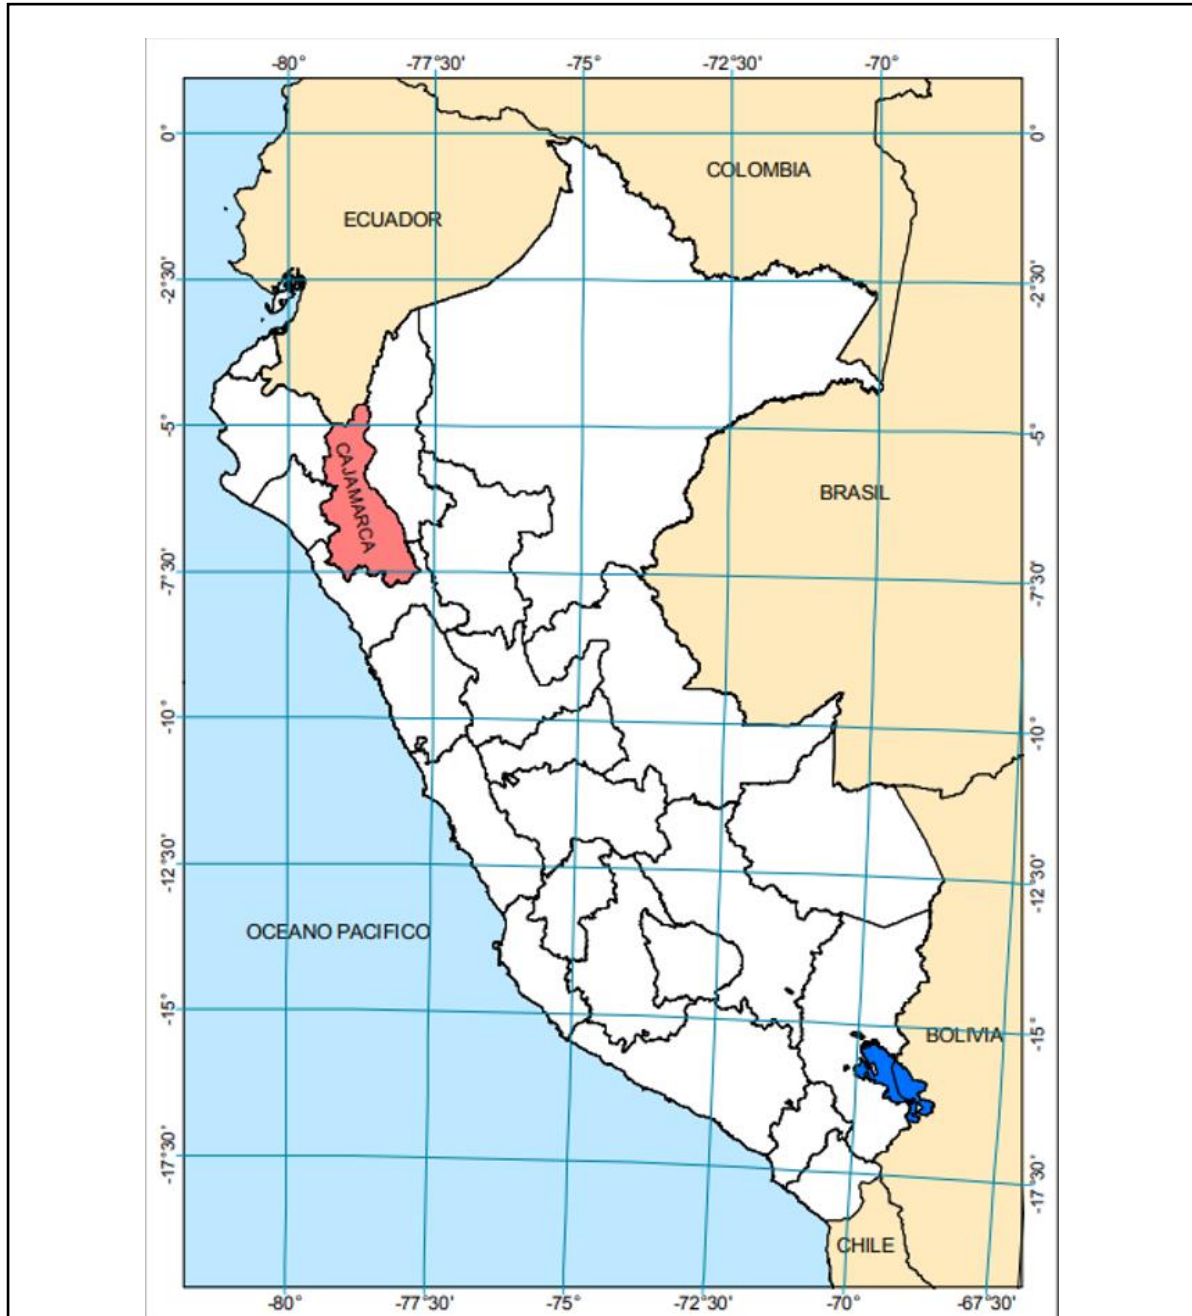 -80° -77°30' -75° -72°30' -70°
0° 0°
COLOMBIA
ECUADOR
-2°30' -2°30'
-5° -5°
CAJAMARCA
BRASIL
-7°30' -7°30'
-10° -10°
-12°30' -12°30'
OCEANO PACIFICO
-15° -15°
BOLIVIA
-17°30' -17°30'
CHILE
-80° -77°30' -75° -72°30' -70° -67°30'